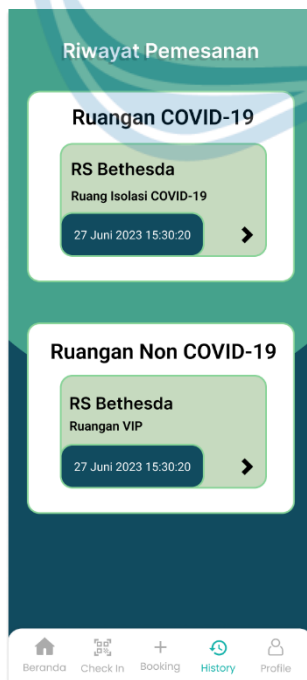 Riwayat Pemesanan
Ruangan COVID-19
RS Bethesda
Ruang Isolasi COVID-19
27 Juni 2023 15:30:20
Ruangan Non COVID-19
RS Bethesda
Ruangan VIP
27 Juni 2023 15:30:20
Beranda Check In Booking History Profile